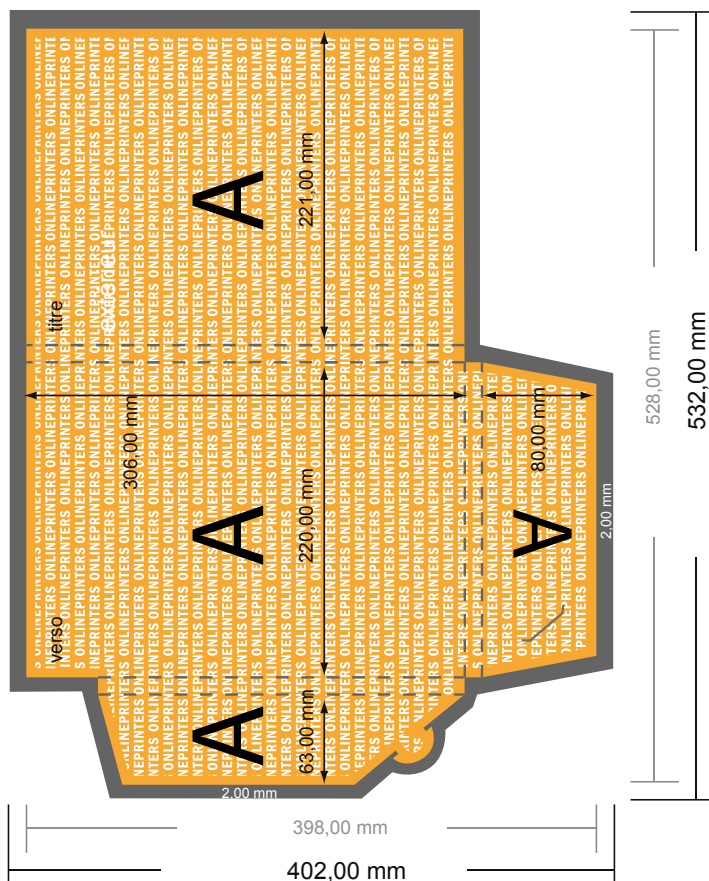 titre
extérieur
A
221,00 mm
306,00 mm
A
220,00 mm
verso
80,00 mm
A
2,00 mm
A
63,00 mm
2,00 mm
528,00 mm
532,00 mm
398,00 mm
402,00 mm
ONLINEPRINTERS ONLINEPRINTERS ONLINEPRINTERS